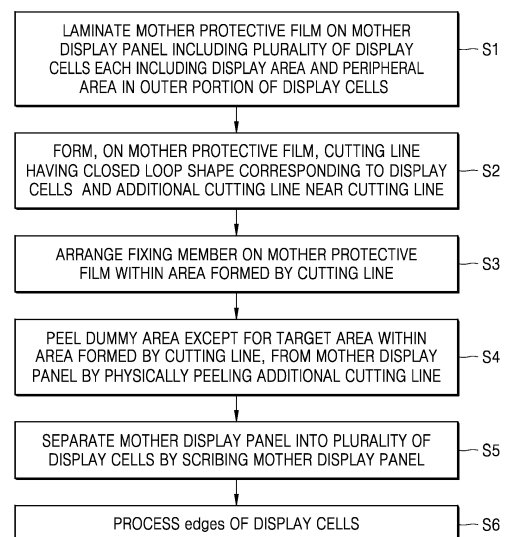 LAMINATE MOTHER PROTECTIVE FILM ON MOTHER
DISPLAY PANEL INCLUDING PLURALITY OF DISPLAY
CELLS EACH INCLUDING DISPLAY AREA AND PERIPHERAL
AREA IN OUTER PORTION OF DISPLAY CELLS
S1
FORM, ON MOTHER PROTECTIVE FILM, CUTTING LINE
HAVING CLOSED LOOP SHAPE CORRESPONDING TO DISPLAY
CELLS AND ADDITIONAL CUTTING LINE NEAR CUTTING LINE
S2
ARRANGE FIXING MEMBER ON MOTHER PROTECTIVE
FILM WITHIN AREA FORMED BY CUTTING LINE
S3
PEEL DUMMY AREA EXCEPT FOR TARGET AREA WITHIN
AREA FORMED BY CUTTING LINE, FROM MOTHER DISPLAY
PANEL BY PHYSICALLY PEELING ADDITIONAL CUTTING LINE
S4
SEPARATE MOTHER DISPLAY PANEL INTO PLURALITY OF
DISPLAY CELLS BY SCRIBING MOTHER DISPLAY PANEL
S5
PROCESS edges OF DISPLAY CELLS
S6